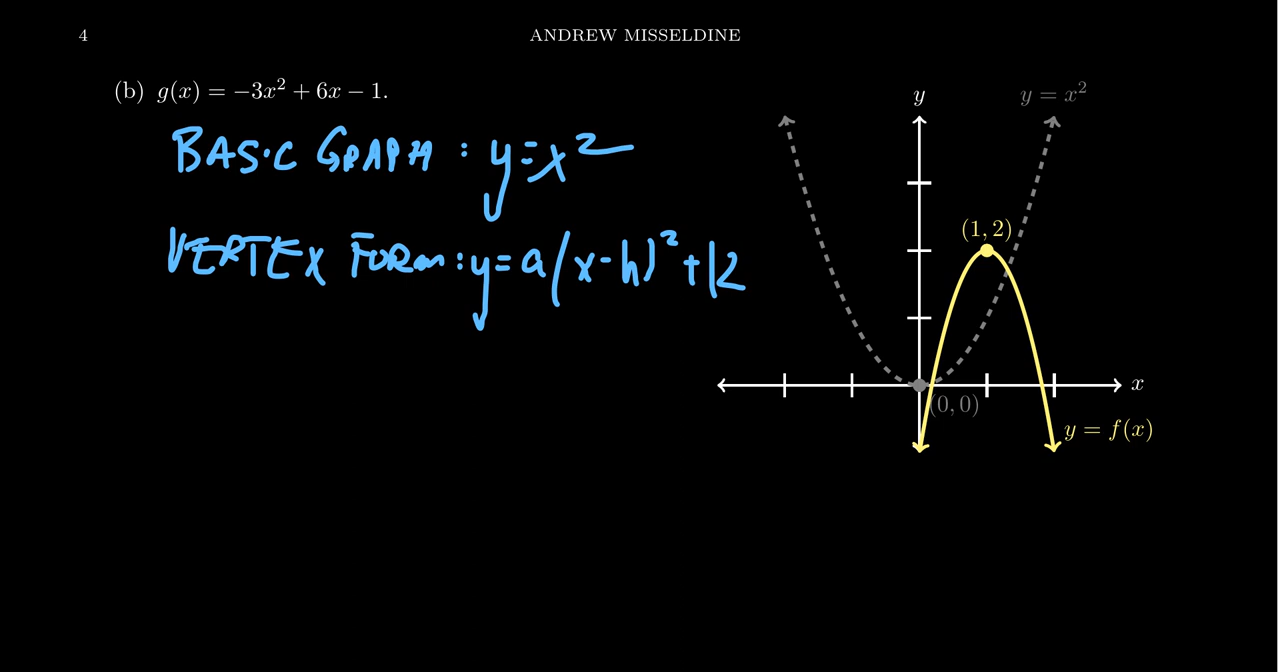 4
ANDREW MISSELDINE
(b) g(x) = −3x² + 6x − 1.
BASIC GRAPH : y=x²
VERTEX FORM : y= a(x-h)²+k
y
y = x²
(1, 2)
x
(0, 0)
y = f(x)